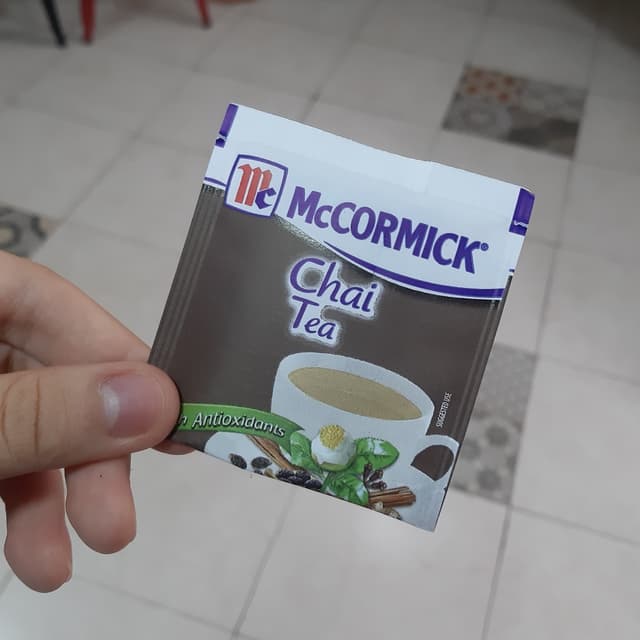 Mc McCORMICK®
Chai
Tea
SUGGESTED USE
n Antioxidants